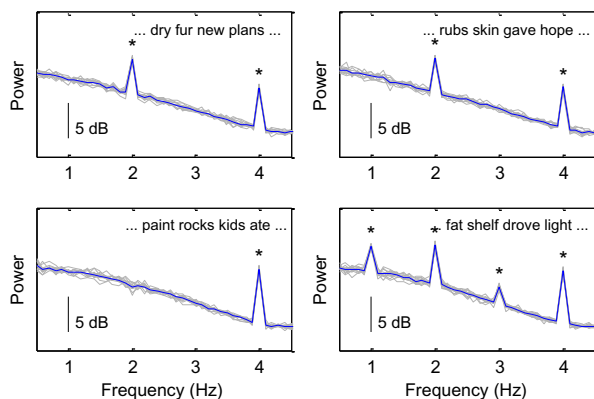 ... dry fur new plans ...
*
*
Power
5 dB
1 2 3 4
... rubs skin gave hope ...
*
*
Power
5 dB
1 2 3 4
... paint rocks kids ate ...
*
Power
5 dB
1 2 3 4
Frequency (Hz)
... fat shelf drove light ...
* * * *
Power
5 dB
1 2 3 4
Frequency (Hz)